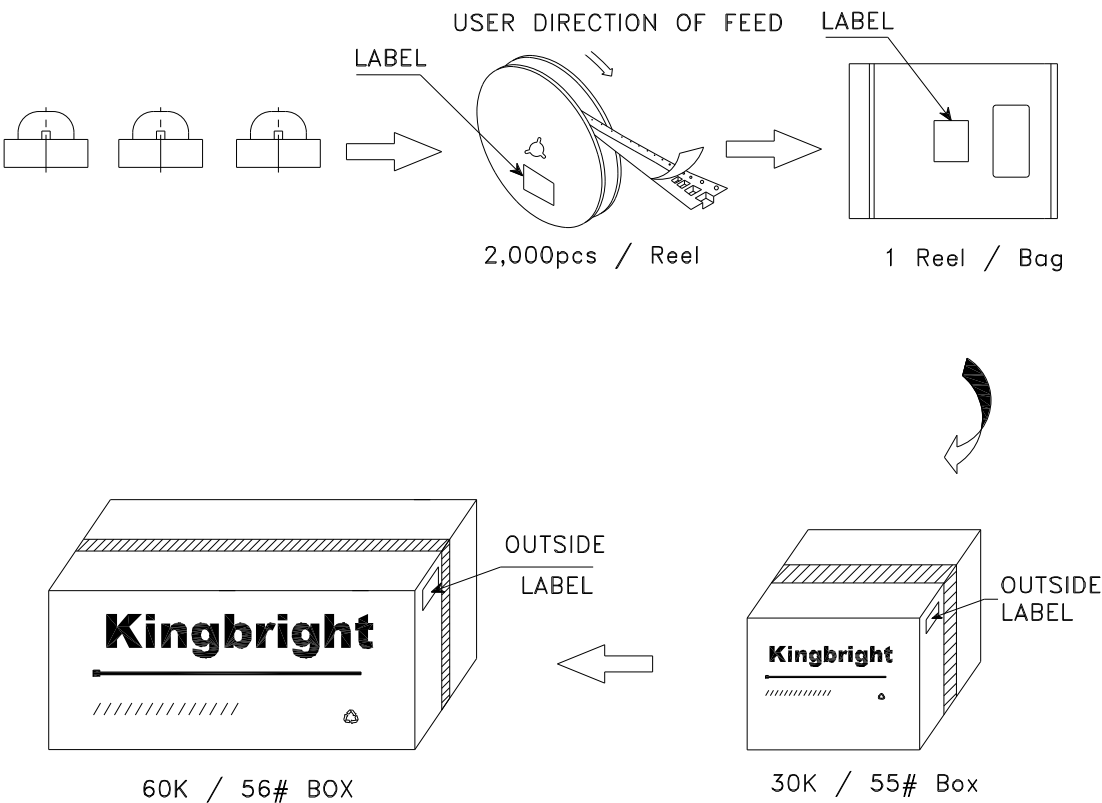 USER DIRECTION OF FEED
LABEL
LABEL
2,000pcs / Reel
1 Reel / Bag
OUTSIDE
LABEL
OUTSIDE
LABEL
Kingbright
Kingbright
60K / 56# BOX
30K / 55# Box